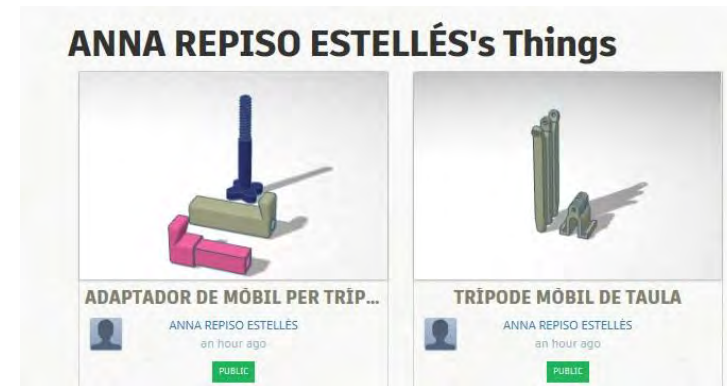 ANNA REPISO ESTELLÉS's Things
ADAPTADOR DE MÒBIL PER TRÍP...
ANNA REPISO ESTELLÉS
an hour ago
PUBLIC
TRÍPODE MÒBIL DE TAULA
ANNA REPISO ESTELLÉS
an hour ago
PUBLIC